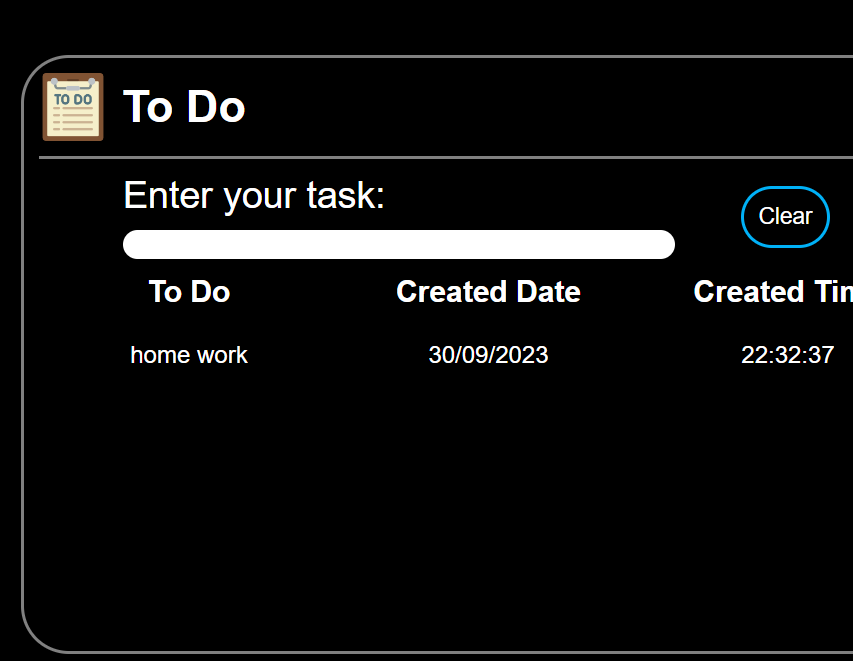 TO DO
To Do
Enter your task:
Clear
To Do Created Date Created Tim
home work 30/09/2023 22:32:37